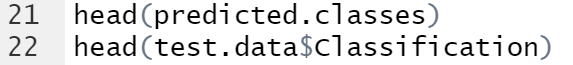 21 head(predicted.classes)
22 head(test.data$Classification)